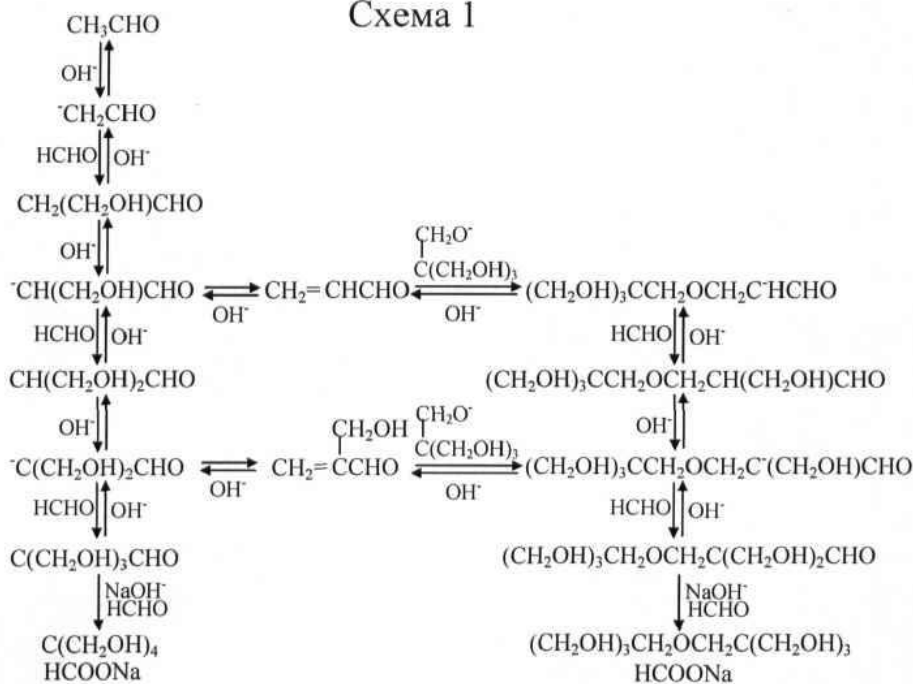 Схема 1
CH₃CHO
OH⁻
⁻CH₂CHO
HCHO OH⁻
CH₂(CH₂OH)CHO
OH⁻
CH₂O⁻
C(CH₂OH)₃
⁻CH(CH₂OH)CHO CH₂=CHCHO (CH₂OH)₃CCH₂OCH₂C⁻HCHO
OH⁻ OH⁻
HCHO OH⁻ HCHO OH⁻
CH(CH₂OH)₂CHO (CH₂OH)₃CCH₂OCH₂CH(CH₂OH)CHO
OH⁻ OH⁻
CH₂OH CH₂O⁻
C(CH₂OH)₃
⁻C(CH₂OH)₂CHO CH₂=CCHO (CH₂OH)₃CCH₂OCH₂C⁻(CH₂OH)CHO
OH⁻ OH⁻
HCHO OH⁻ HCHO OH⁻
C(CH₂OH)₃CHO (CH₂OH)₃CH₂OCH₂C(CH₂OH)₂CHO
NaOH⁻ NaOH⁻
HCHO HCHO
C(CH₂OH)₄ (CH₂OH)₃CH₂OCH₂C(CH₂OH)₃
HCOONa HCOONa